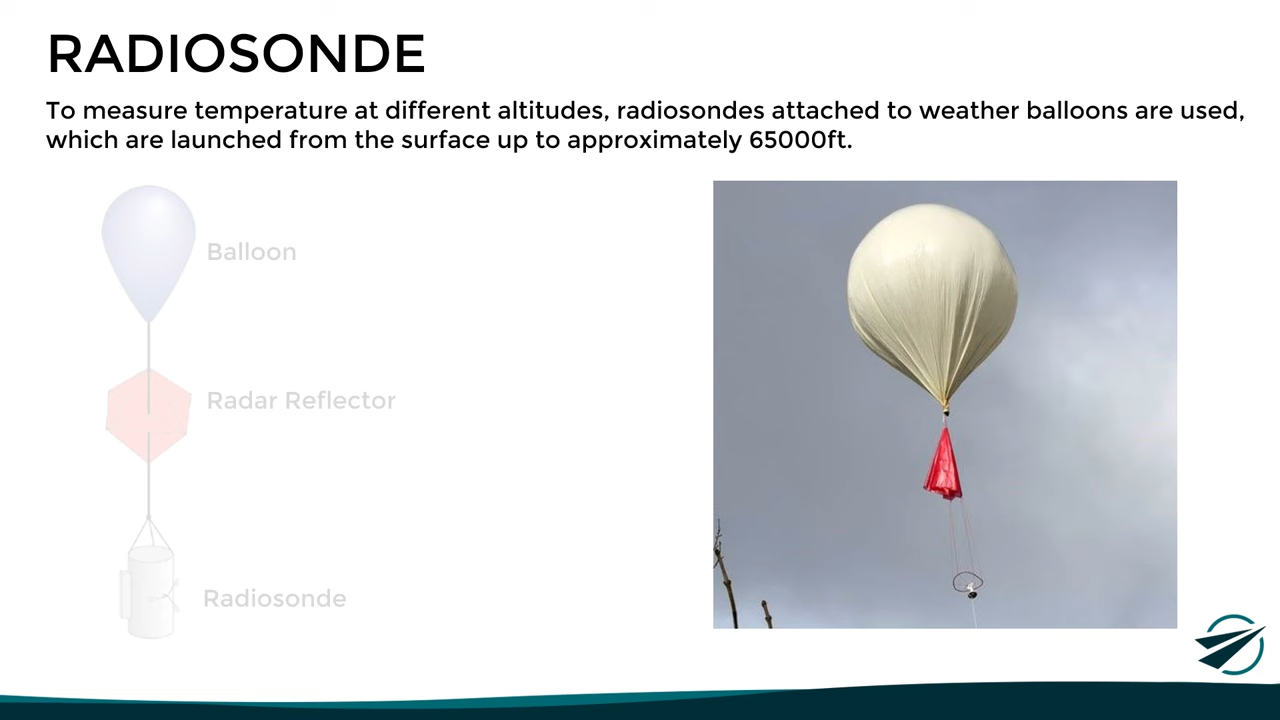 RADIOSONDE
To measure temperature at different altitudes, radiosondes attached to weather balloons are used,
which are launched from the surface up to approximately 65000ft.
Balloon
Radar Reflector
Radiosonde